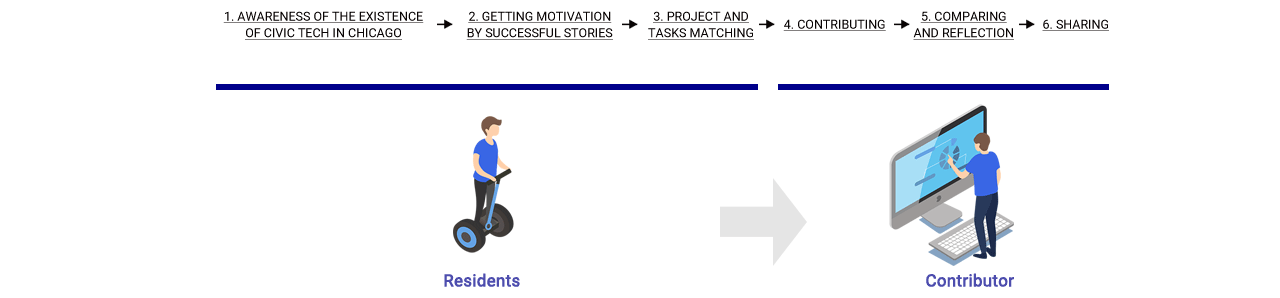 1. AWARENESS OF THE EXISTENCE
OF CIVIC TECH IN CHICAGO
2. GETTING MOTIVATION
BY SUCCESSFUL STORIES
3. PROJECT AND
TASKS MATCHING
4. CONTRIBUTING
5. COMPARING
AND REFLECTION
6. SHARING
Residents
Contributor